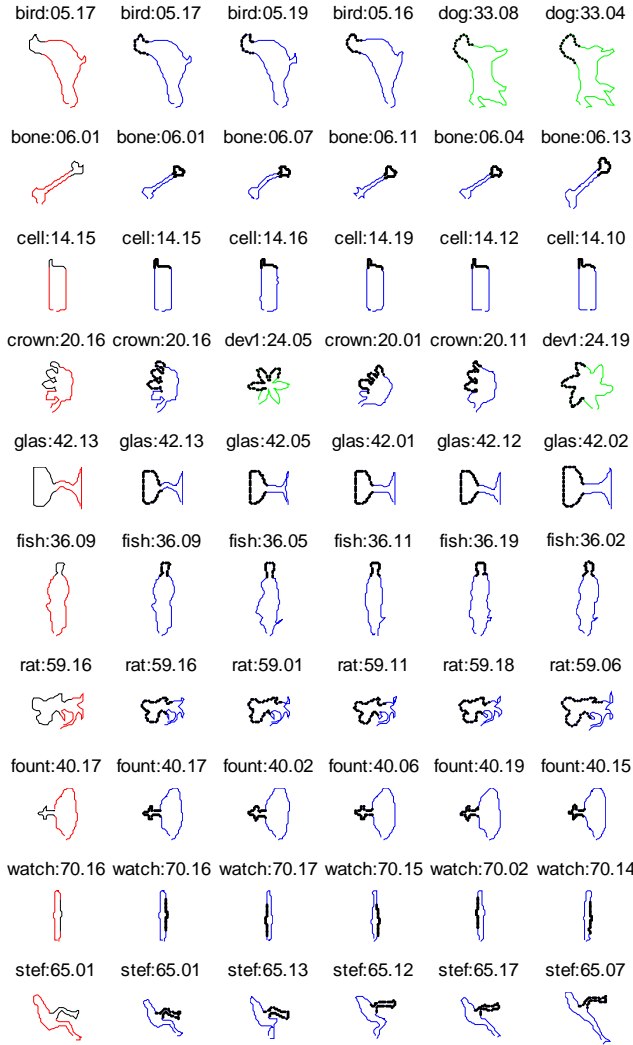 bird:05.17 bird:05.17 bird:05.19 bird:05.16 dog:33.08 dog:33.04
bone:06.01 bone:06.01 bone:06.07 bone:06.11 bone:06.04 bone:06.13
cell:14.15 cell:14.15 cell:14.16 cell:14.19 cell:14.12 cell:14.10
crown:20.16 crown:20.16 dev1:24.05 crown:20.01 crown:20.11 dev1:24.19
glas:42.13 glas:42.13 glas:42.05 glas:42.01 glas:42.12 glas:42.02
fish:36.09 fish:36.09 fish:36.05 fish:36.11 fish:36.19 fish:36.02
rat:59.16 rat:59.16 rat:59.01 rat:59.11 rat:59.18 rat:59.06
fount:40.17 fount:40.17 fount:40.02 fount:40.06 fount:40.19 fount:40.15
watch:70.16 watch:70.16 watch:70.17 watch:70.15 watch:70.02 watch:70.14
stef:65.01 stef:65.01 stef:65.13 stef:65.12 stef:65.17 stef:65.07